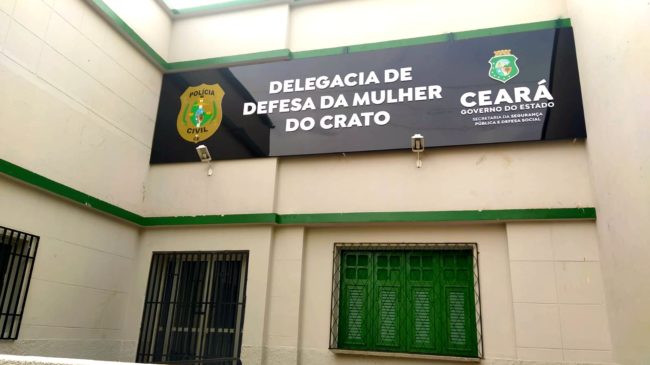 POLÍCIA
CIVIL
CE
DELEGACIA DE
DEFESA DA MULHER
DO CRATO
CEARÁ
GOVERNO DO ESTADO
SECRETARIA DA SEGURANÇA
PÚBLICA E DEFESA SOCIAL